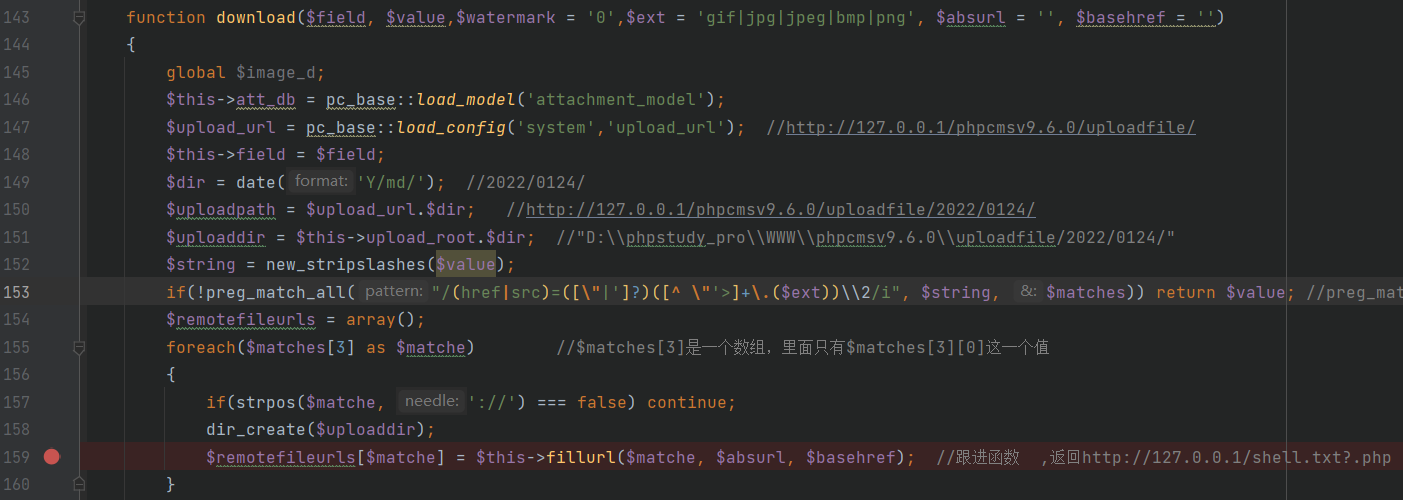 143 function download($field, $value,$watermark = '0',$ext = 'gif|jpg|jpeg|bmp|png', $absurl = '', $basehref = '')
144 {
145 global $image_d;
146 $this->att_db = pc_base::load_model('attachment_model');
147 $upload_url = pc_base::load_config('system','upload_url'); //http://127.0.0.1/phpcmsv9.6.0/uploadfile/
148 $this->field = $field;
149 $dir = date( format: 'Y/md/'); //2022/0124/
150 $uploadpath = $upload_url.$dir; //http://127.0.0.1/phpcmsv9.6.0/uploadfile/2022/0124/
151 $uploaddir = $this->upload_root.$dir; //"D:\\phpstudy_pro\\WWW\\phpcmsv9.6.0\\uploadfile/2022/0124/"
152 $string = new_stripslashes($value);
153 if(!preg_match_all( pattern: "/(href|src)=([\"|']?)([^ \"'>]+\.($ext))\\2/i", $string, &: $matches)) return $value; //preg_mat
154 $remotefileurls = array();
155 foreach($matches[3] as $matche) //$matches[3]是一个数组，里面只有$matches[3][0]这一个值
156 {
157 if(strpos($matche, needle: '://') === false) continue;
158 dir_create($uploaddir);
159 $remotefileurls[$matche] = $this->fillurl($matche, $absurl, $basehref); //跟进函数 ,返回http://127.0.0.1/shell.txt?.php
160 }